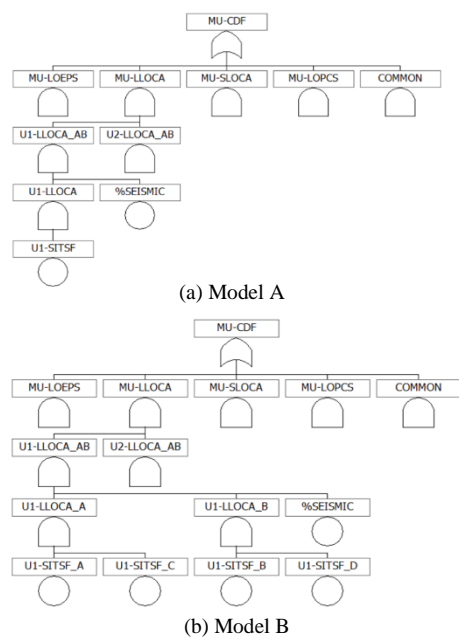 MU-CDF
MU-LOEPS MU-LLOCA MU-SLOCA MU-LOPCS COMMON
U1-LLOCA_AB U2-LLOCA_AB
U1-LLOCA %SEISMIC
U1-SITSF
(a) Model A
MU-CDF
MU-LOEPS MU-LLOCA MU-SLOCA MU-LOPCS COMMON
U1-LLOCA_AB U2-LLOCA_AB
U1-LLOCA_A U1-LLOCA_B %SEISMIC
U1-SITSF_A U1-SITSF_C U1-SITSF_B U1-SITSF_D
(b) Model B